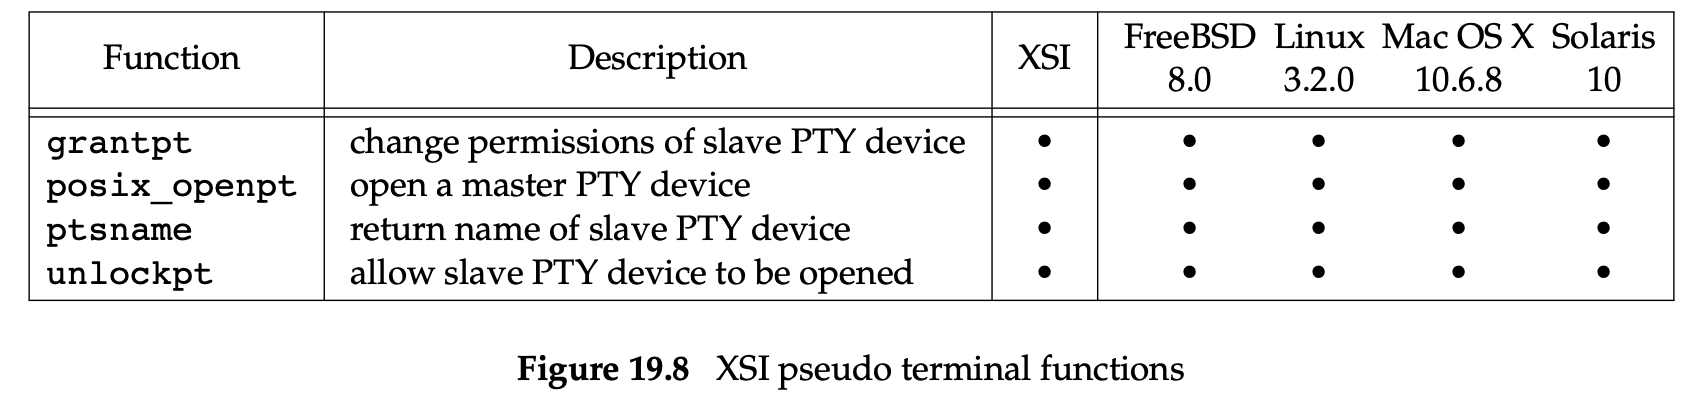 Function Description XSI FreeBSD Linux Mac OS X Solaris
8.0 3.2.0 10.6.8 10
grantpt change permissions of slave PTY device • • • • •
posix_openpt open a master PTY device • • • • •
ptsname return name of slave PTY device • • • • •
unlockpt allow slave PTY device to be opened • • • • •
Figure 19.8 XSI pseudo terminal functions